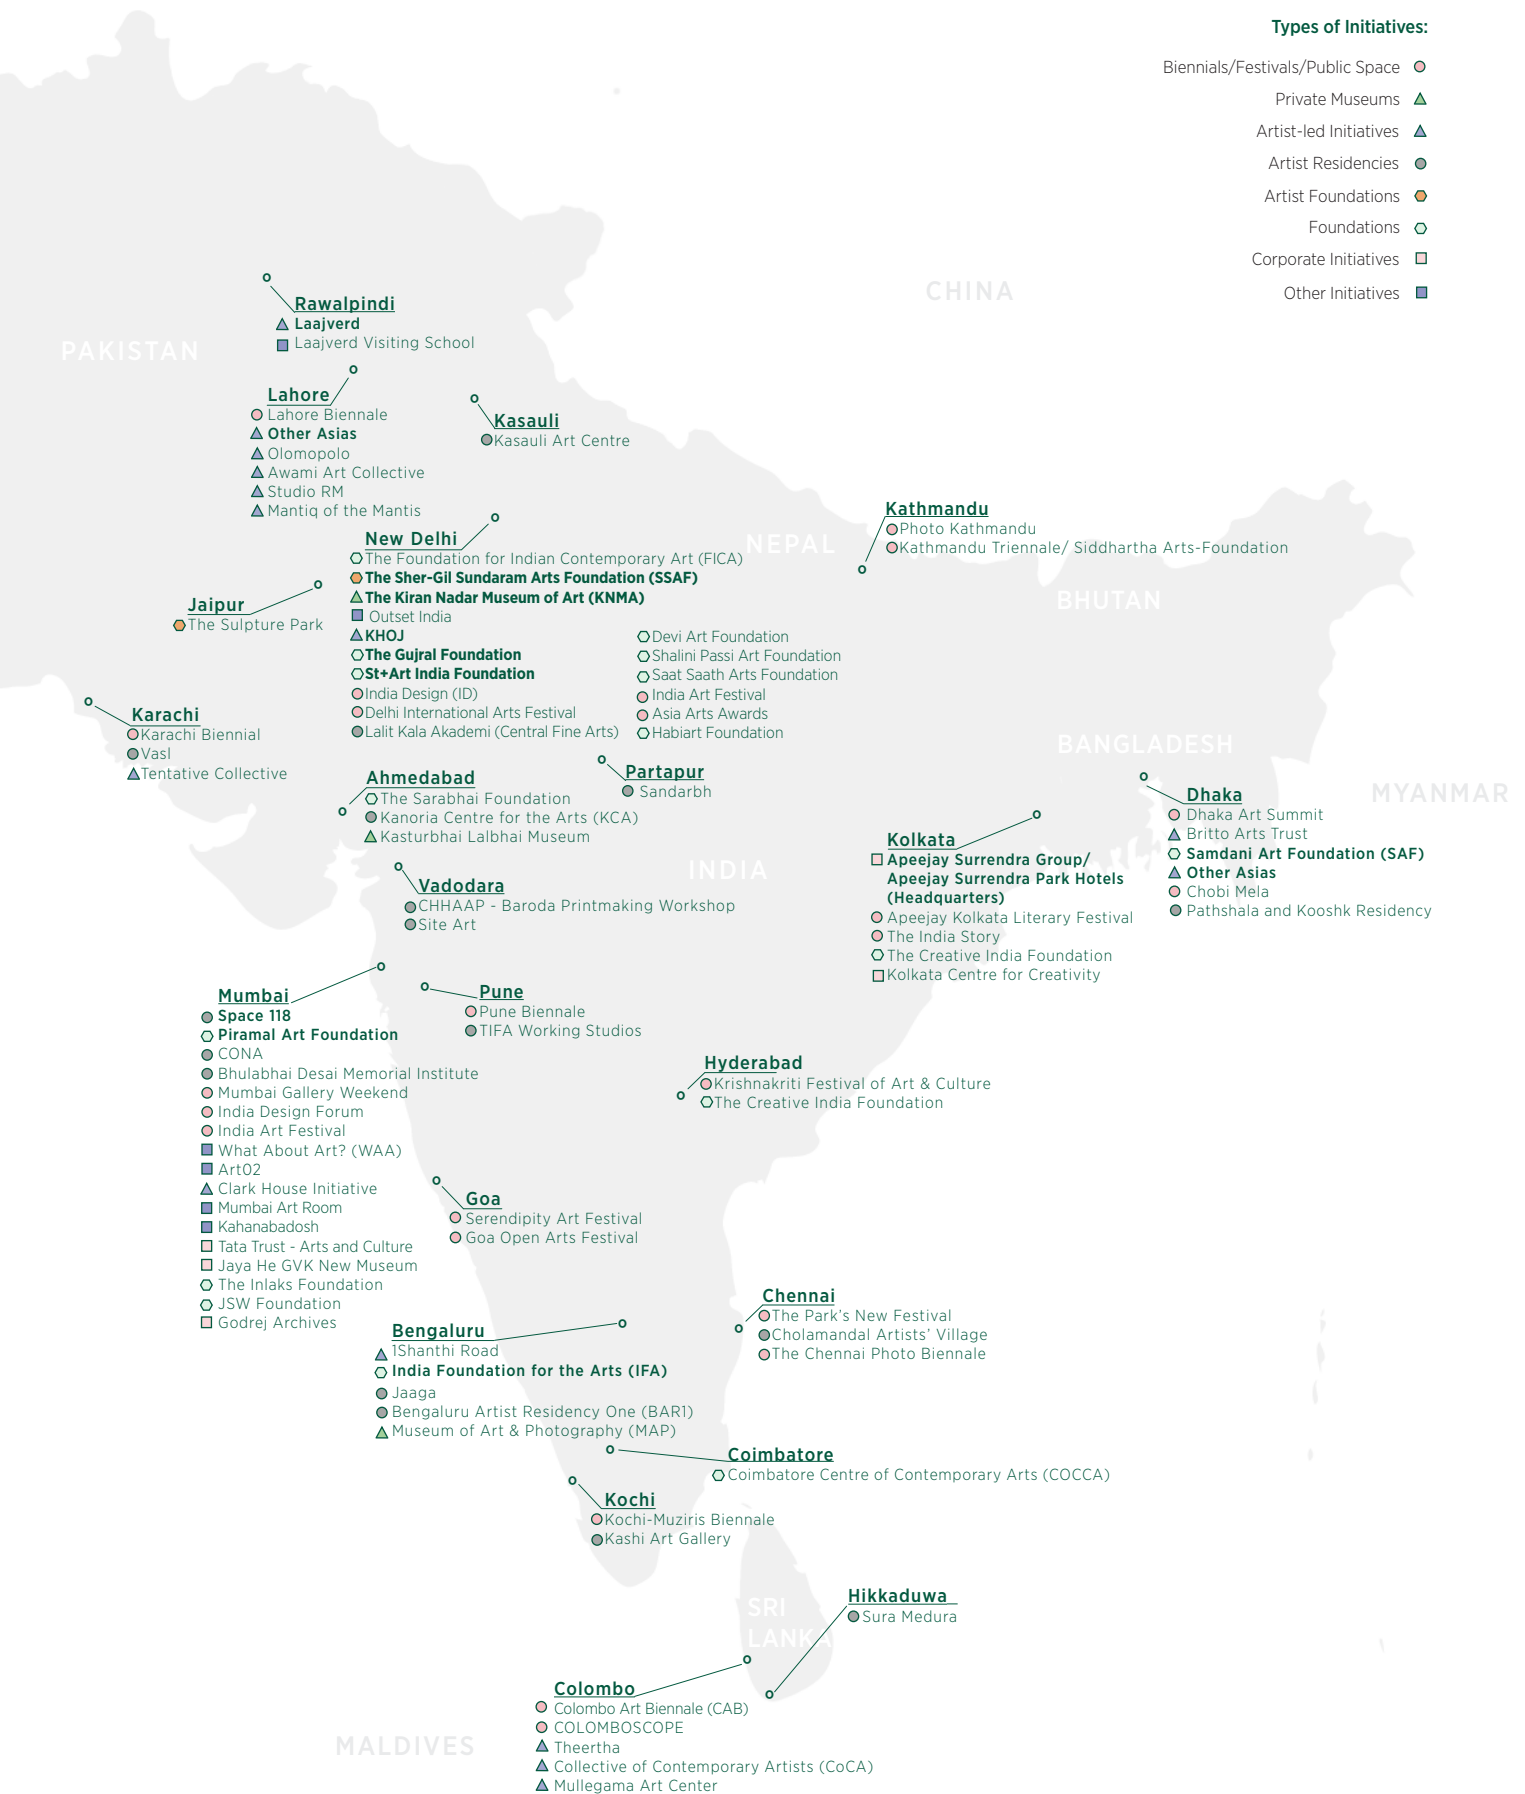 Types of Initiatives:
Biennials/Festivals/Public Space
Private Museums
Artist-led Initiatives
Artist Residencies
Artist Foundations
Foundations
Corporate Initiatives
Other Initiatives
CHINA
PAKISTAN
Rawalpindi
Laajverd
Laajverd Visiting School
Lahore
Lahore Biennale
Other Asias
Olomopolo
Awami Art Collective
Studio RM
Mantiq of the Mantis
Kasauli
Kasauli Art Centre
NEPAL
Kathmandu
Photo Kathmandu
Kathmandu Triennale/ Siddhartha Arts-Foundation
BHUTAN
New Delhi
The Foundation for Indian Contemporary Art (FICA)
The Sher-Gil Sundaram Arts Foundation (SSAF)
The Kiran Nadar Museum of Art (KNMA)
Outset India
KHOJ
The Gujral Foundation
St+Art India Foundation
India Design (ID)
Delhi International Arts Festival
Lalit Kala Akademi (Central Fine Arts)
Devi Art Foundation
Shalini Passi Art Foundation
Saat Saath Arts Foundation
India Art Festival
Asia Arts Awards
Habiart Foundation
Jaipur
The Sulpture Park
Karachi
Karachi Biennial
Vasl
Tentative Collective
BANGLADESH
MYANMAR
Partapur
Sandarbh
Ahmedabad
The Sarabhai Foundation
Kanoria Centre for the Arts (KCA)
Kasturbhai Lalbhai Museum
Dhaka
Dhaka Art Summit
Britto Arts Trust
Samdani Art Foundation (SAF)
Other Asias
Chobi Mela
Pathshala and Kooshk Residency
Kolkata
Apeejay Surrendra Group/
Apeejay Surrendra Park Hotels
(Headquarters)
Apeejay Kolkata Literary Festival
The India Story
The Creative India Foundation
Kolkata Centre for Creativity
INDIA
Vadodara
CHHAAP - Baroda Printmaking Workshop
Site Art
Mumbai
Space 118
Piramal Art Foundation
CONA
Bhulabhai Desai Memorial Institute
Mumbai Gallery Weekend
India Design Forum
India Art Festival
What About Art? (WAA)
Art02
Clark House Initiative
Mumbai Art Room
Kahanabadosh
Tata Trust - Arts and Culture
Jaya He GVK New Museum
The Inlaks Foundation
JSW Foundation
Godrej Archives
Pune
Pune Biennale
TIFA Working Studios
Hyderabad
Krishnakriti Festival of Art & Culture
The Creative India Foundation
Goa
Serendipity Art Festival
Goa Open Arts Festival
Chennai
The Park's New Festival
Cholamandal Artists' Village
The Chennai Photo Biennale
Bengaluru
1Shanthi Road
India Foundation for the Arts (IFA)
Jaaga
Bengaluru Artist Residency One (BAR1)
Museum of Art & Photography (MAP)
Coimbatore
Coimbatore Centre of Contemporary Arts (COCCA)
Kochi
Kochi-Muziris Biennale
Kashi Art Gallery
Hikkaduwa
Sura Medura
SRI
LANKA
Colombo
Colombo Art Biennale (CAB)
COLOMBOSCOPE
Theertha
Collective of Contemporary Artists (CoCA)
Mullegama Art Center
MALDIVES